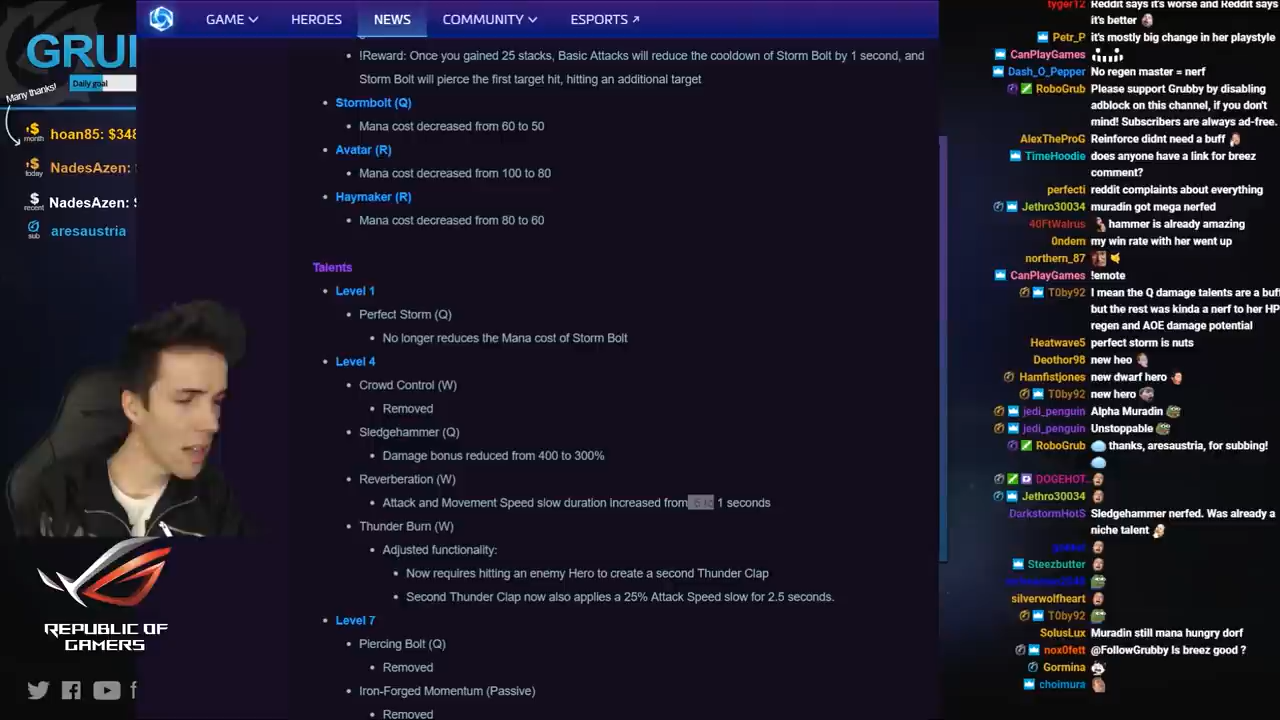 GAME
HEROES
NEWS
COMMUNITY
ESPORTS
GRU
Daily goal
Many thanks!
month
hoan85: $348
today
NadesAzen:
recent
NadesAzen: $
sub
aresaustria
!Reward: Once you gained 25 stacks, Basic Attacks will reduce the cooldown of Storm Bolt by 1 second, and
Storm Bolt will pierce the first target hit, hitting an additional target
Stormbolt (Q)
Mana cost decreased from 60 to 50
Avatar (R)
Mana cost decreased from 100 to 80
Haymaker (R)
Mana cost decreased from 80 to 60
Talents
Level 1
Perfect Storm (Q)
No longer reduces the Mana cost of Storm Bolt
Level 4
Crowd Control (W)
Removed
Sledgehammer (Q)
Damage bonus reduced from 400 to 300%
Reverberation (W)
Attack and Movement Speed slow duration increased from 1 seconds
Thunder Burn (W)
Adjusted functionality:
Now requires hitting an enemy Hero to create a second Thunder Clap
Second Thunder Clap now also applies a 25% Attack Speed slow for 2.5 seconds.
Level 7
Piercing Bolt (Q)
Removed
Iron-Forged Momentum (Passive)
Removed
REPUBLIC OF
GAMERS
tyger12 Reddit says it's worse and Reddit says
it's better
Petr_P it's mostly big change in her playstyle
CanPlayGames
Dash_O_Pepper No regen master = nerf
RoboGrub Please support Grubby by disabling
adblock on this channel, if you don't
mind! Subscribers are always ad-free.
AlexTheProG Reinforce didnt need a buff
TimeHoodie does anyone have a link for breez
comment?
perfecti reddit complaints about everything
Jethro30034 muradin got mega nerfed
40FtWalrus hammer is already amazing
0ndem my win rate with her went up
northern_87
CanPlayGames !emote
T0by92 I mean the Q damage talents are a buff
but the rest was kinda a nerf to her HP
regen and AOE damage potential
Heatwave5 perfect storm is nuts
Deothor98 new heo
Hamfistjones new dwarf hero
T0by92 new hero
jedi_penguin Alpha Muradin
jedi_penguin Unstoppable
RoboGrub thanks, aresaustria, for subbing!
DOGEHOT...
Jethro30034
DarkstormHotS Sledgehammer nerfed. Was already a
niche talent
Steezbutter
silverwolfheart
T0by92
SolusLux Muradin still mana hungry dorf
nox0fett @FollowGrubby Is breez good ?
Gormina
choimura